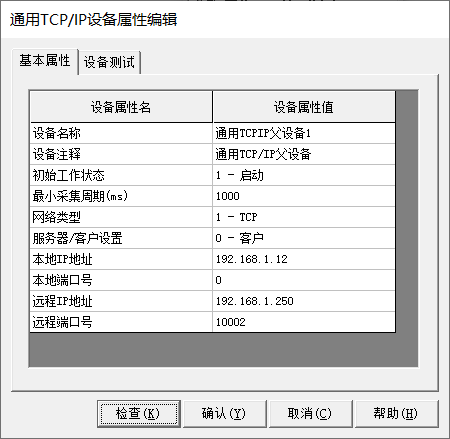 通用TCP/IP设备属性编辑
基本属性 设备测试
设备属性名 设备属性值
设备名称 通用TCPIP父设备1
设备注释 通用TCP/IP父设备
初始工作状态 1 - 启动
最小采集周期(ms) 1000
网络类型 1 - TCP
服务器/客户设置 0 - 客户
本地IP地址 192.168.1.12
本地端口号 0
远程IP地址 192.168.1.250
远程端口号 10002
检查(K) 确认(Y) 取消(C) 帮助(H)